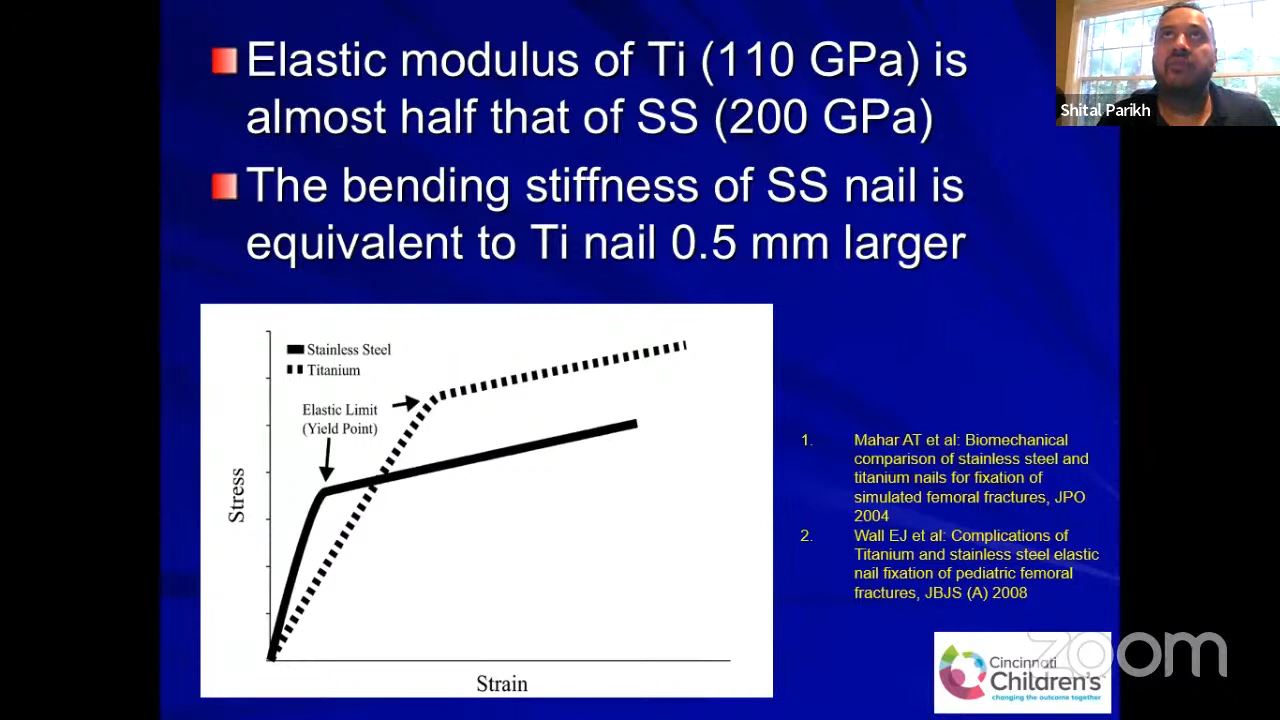 Elastic modulus of Ti (110 GPa) is
almost half that of SS (200 GPa)
The bending stiffness of SS nail is
equivalent to Ti nail 0.5 mm larger
Shital Parikh
Stainless Steel
Titanium
Elastic Limit
(Yield Point)
Stress
Strain
1. Mahar AT et al: Biomechanical
comparison of stainless steel and
titanium nails for fixation of
simulated femoral fractures, JPO
2004
2. Wall EJ et al: Complications of
Titanium and stainless steel elastic
nail fixation of pediatric femoral
fractures, JBJS (A) 2008
zoom
Cincinnati
Children's
changing the outcome together